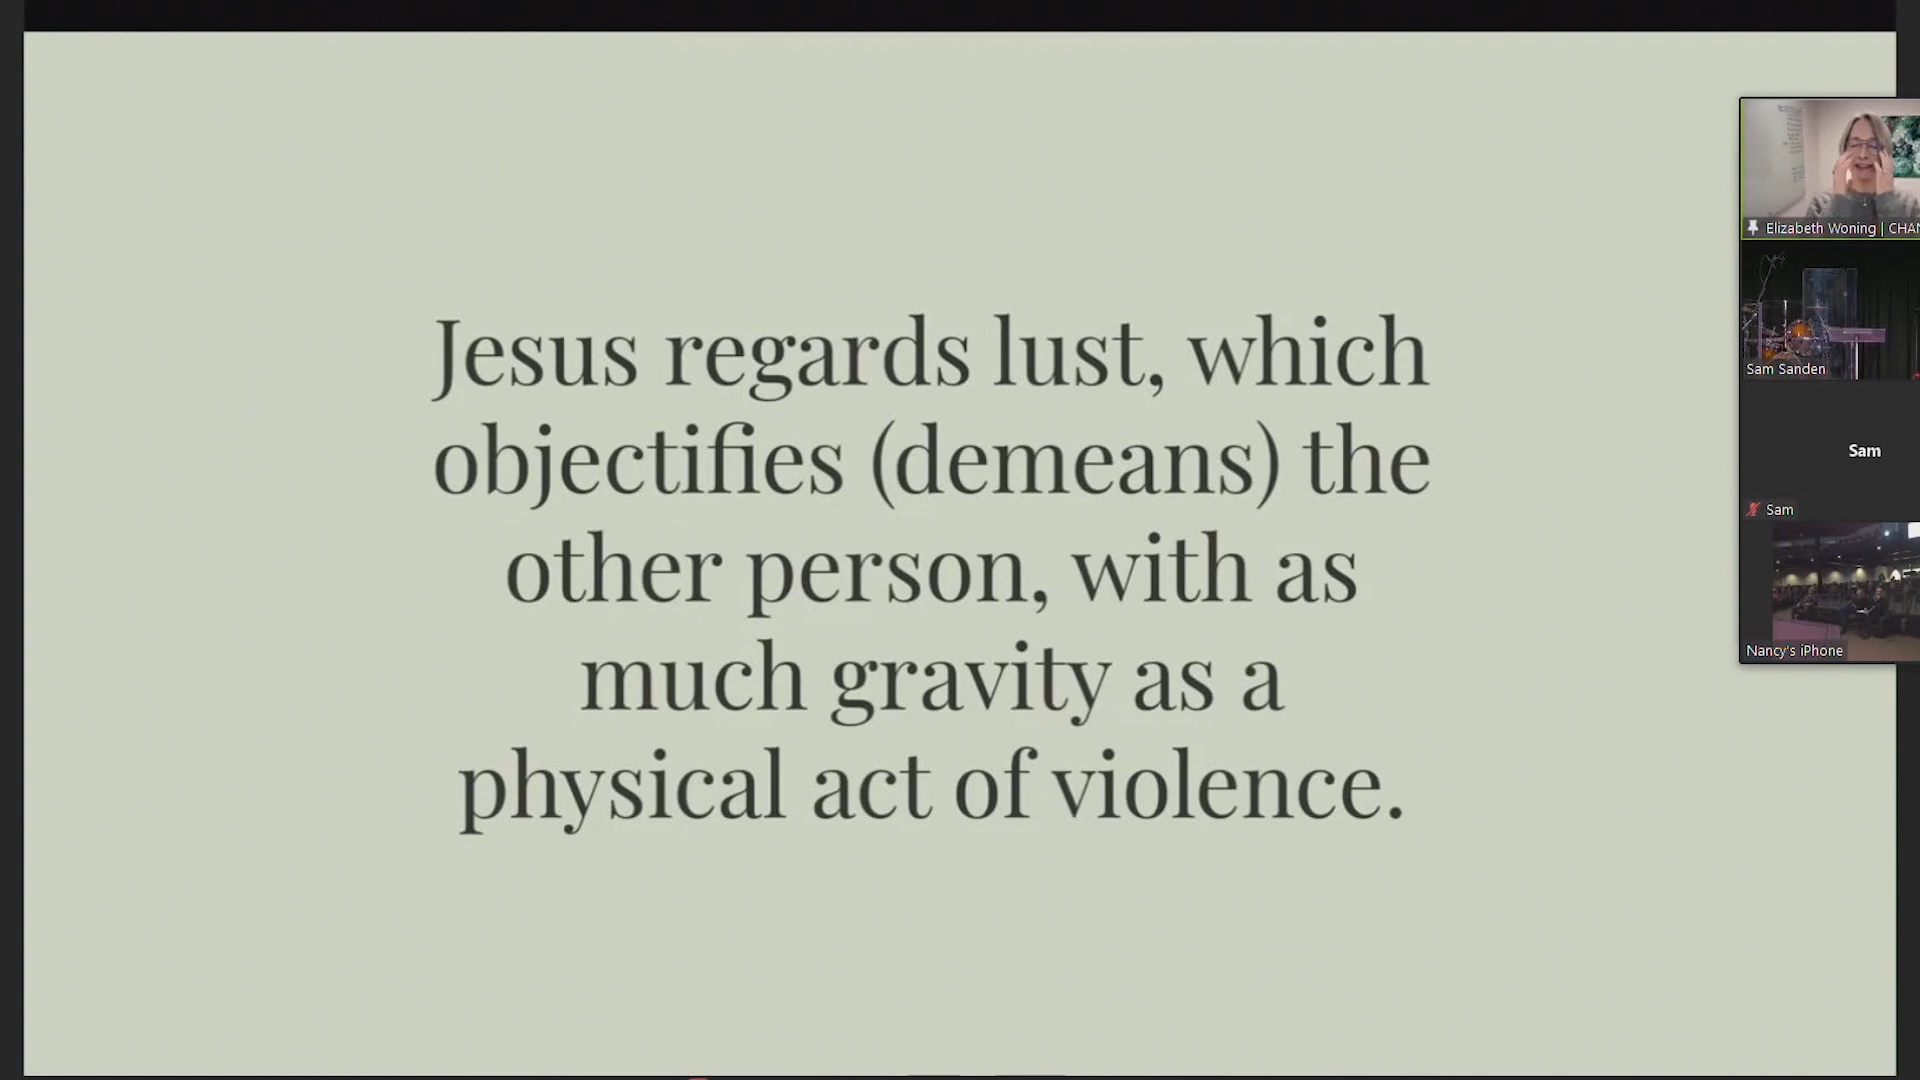 Jesus regards lust, which
objectifies (demeans) the
other person, with as
much gravity as a
physical act of violence.
Elizabeth Woning | CHAN
Sam Sanden
Sam
Sam
Nancy's iPhone